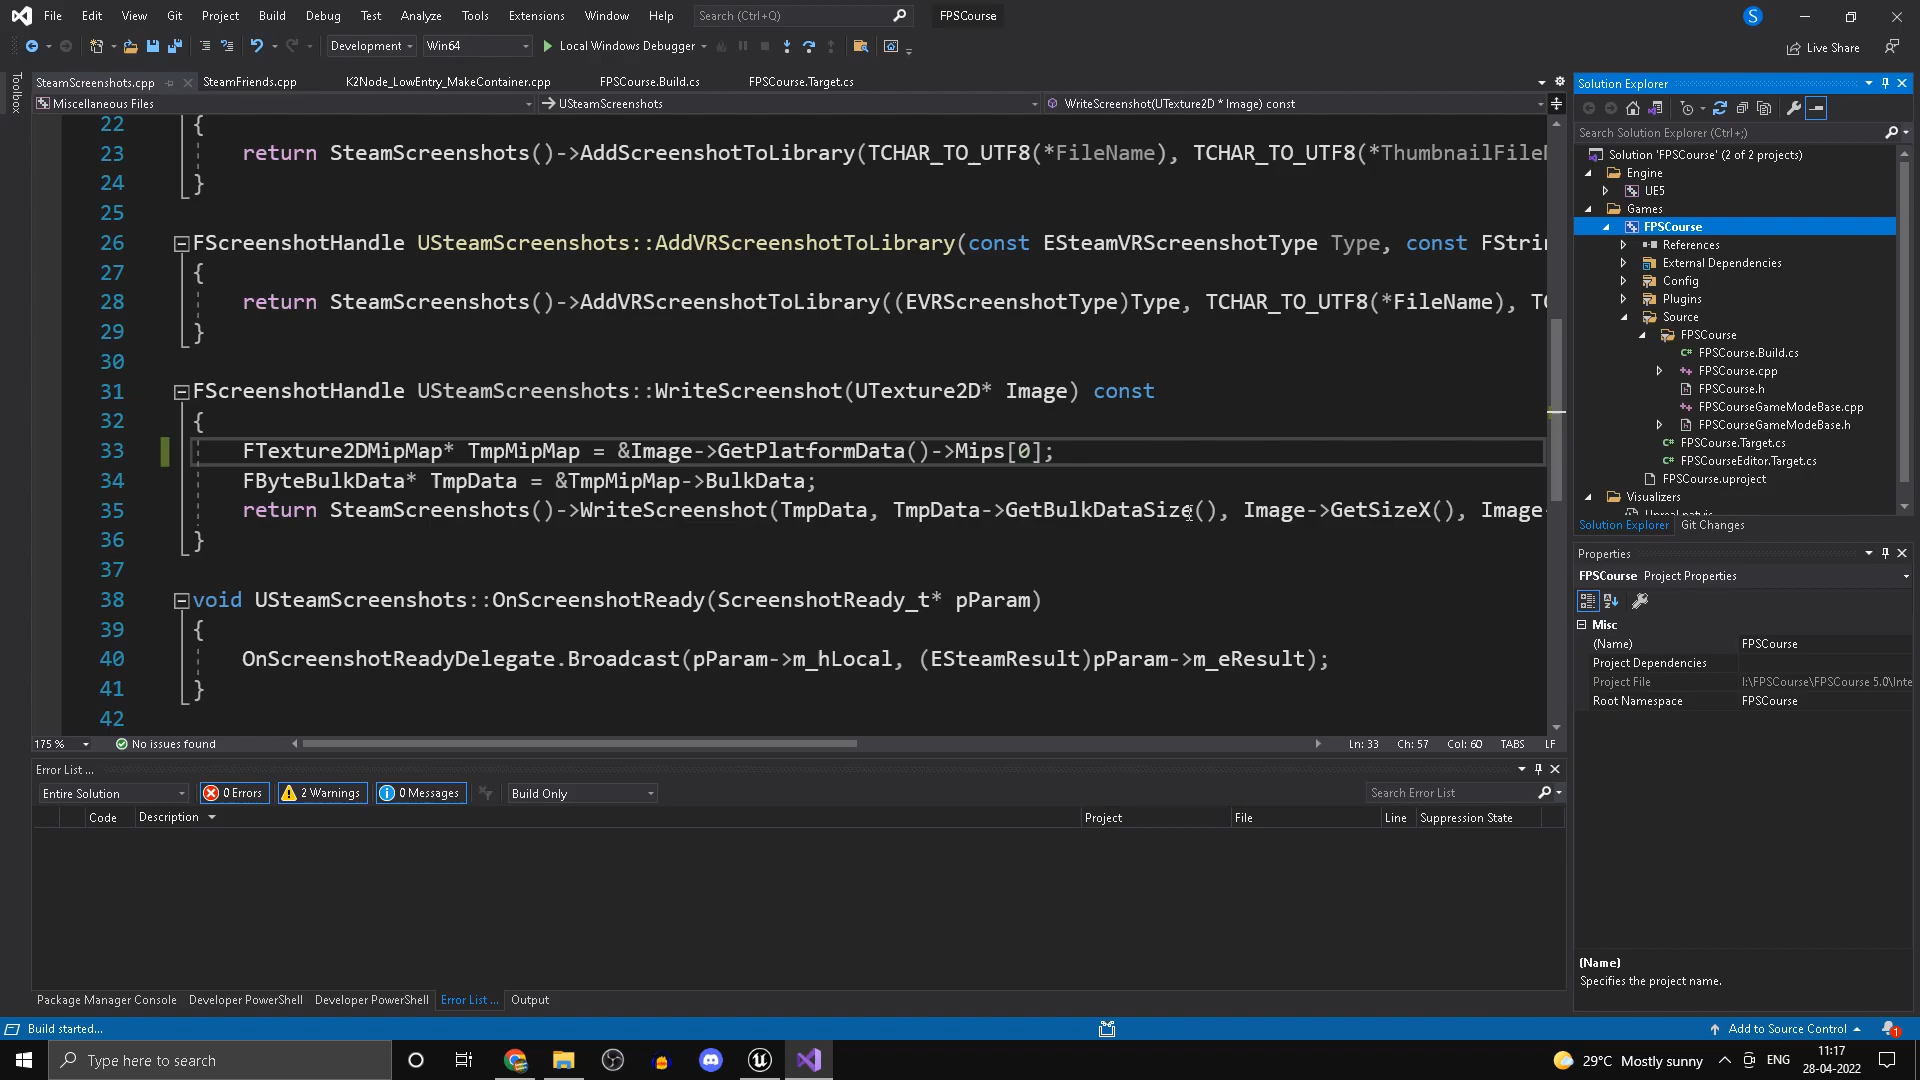 File Edit View Git Project Build Debug Test Analyze Tools Extensions Window Help Search (Ctrl+Q) FPSCourse S
Development Win64 Local Windows Debugger Live Share
Toolbox
SteamScreenshots.cpp SteamFriends.cpp K2Node_LowEntry_MakeContainer.cpp FPSCourse.Build.cs FPSCourse.Target.cs
Miscellaneous Files USteamScreenshots WriteScreenshot(UTexture2D * Image) const
22 {
23 return SteamScreenshots()->AddScreenshotToLibrary(TCHAR_TO_UTF8(*FileName), TCHAR_TO_UTF8(*ThumbnailFileN
24 }
25
26 FScreenshotHandle USteamScreenshots::AddVRScreenshotToLibrary(const ESteamVRScreenshotType Type, const FStrin
27 {
28 return SteamScreenshots()->AddVRScreenshotToLibrary((EVRScreenshotType)Type, TCHAR_TO_UTF8(*FileName), TC
29 }
30
31 FScreenshotHandle USteamScreenshots::WriteScreenshot(UTexture2D* Image) const
32 {
33 FTexture2DMipMap* TmpMipMap = &Image->GetPlatformData()->Mips[0];
34 FByteBulkData* TmpData = &TmpMipMap->BulkData;
35 return SteamScreenshots()->WriteScreenshot(TmpData, TmpData->GetBulkDataSize(), Image->GetSizeX(), Image-
36 }
37
38 void USteamScreenshots::OnScreenshotReady(ScreenshotReady_t* pParam)
39 {
40 OnScreenshotReadyDelegate.Broadcast(pParam->m_hLocal, (ESteamResult)pParam->m_eResult);
41 }
42
175 % No issues found Ln: 33 Ch: 57 Col: 60 TABS LF
Error List ...
Entire Solution 0 Errors 2 Warnings 0 Messages Build Only Search Error List
Code Description Project File Line Suppression State
Package Manager Console Developer PowerShell Developer PowerShell Error List ... Output
Solution Explorer
Search Solution Explorer (Ctrl+;)
Solution 'FPSCourse' (2 of 2 projects)
Engine
UE5
Games
FPSCourse
References
External Dependencies
Config
Plugins
Source
FPSCourse
FPSCourse.Build.cs
FPSCourse.cpp
FPSCourse.h
FPSCourseGameModeBase.cpp
FPSCourseGameModeBase.h
FPSCourse.Target.cs
FPSCourseEditor.Target.cs
FPSCourse.uproject
Visualizers
Solution Explorer Git Changes
Properties
FPSCourse Project Properties
Misc
(Name) FPSCourse
Project Dependencies
Project File I:\FPSCourse\FPSCourse 5.0\Inte
Root Namespace FPSCourse
(Name)
Specifies the project name.
Build started... Add to Source Control 1
Type here to search 29°C Mostly sunny ENG 11:17
28-04-2022